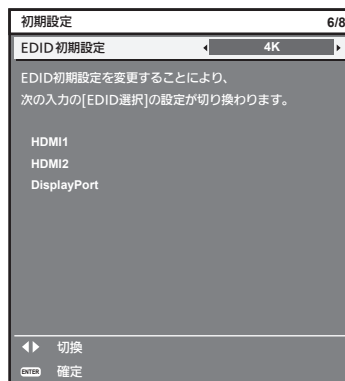 初期設定 6/8
EDID初期設定 4K
EDID初期設定を変更することにより、
次の入力の[EDID選択]の設定が切り換わります。
HDMI1
HDMI2
DisplayPort
切換
ENTER 確定